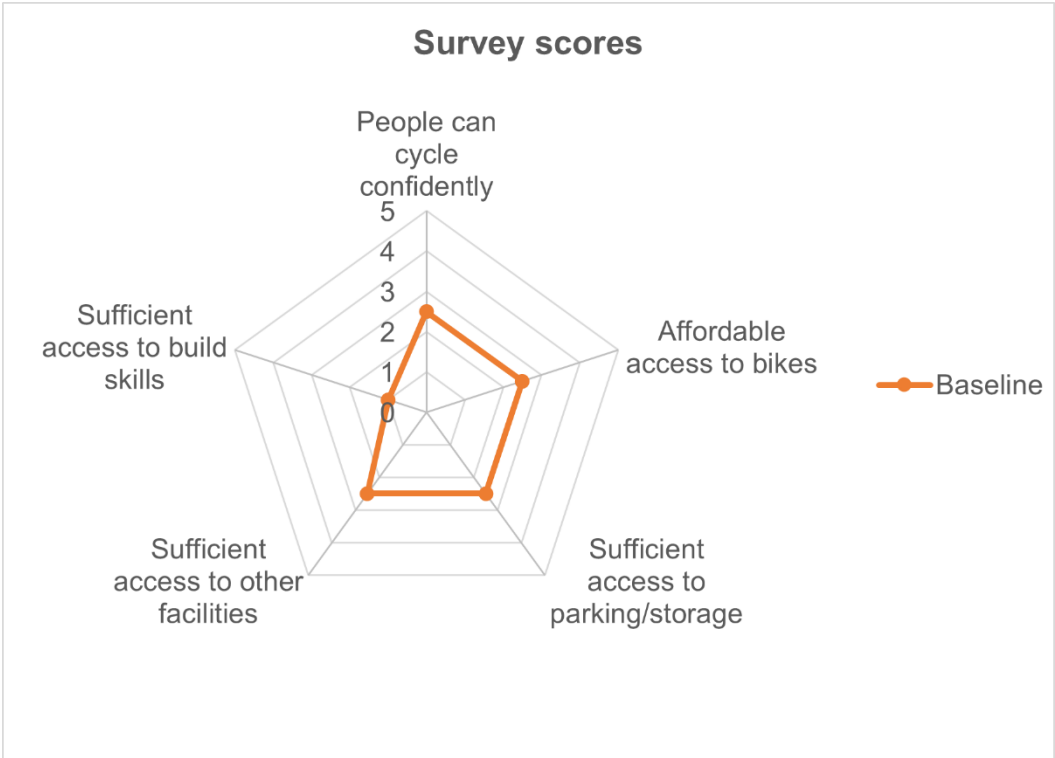 Survey scores
People can
cycle
confidently
5
4
3
2
1
0
Affordable
access to bikes
Sufficient
access to
parking/storage
Sufficient
access to other
facilities
Sufficient
access to build
skills
Baseline